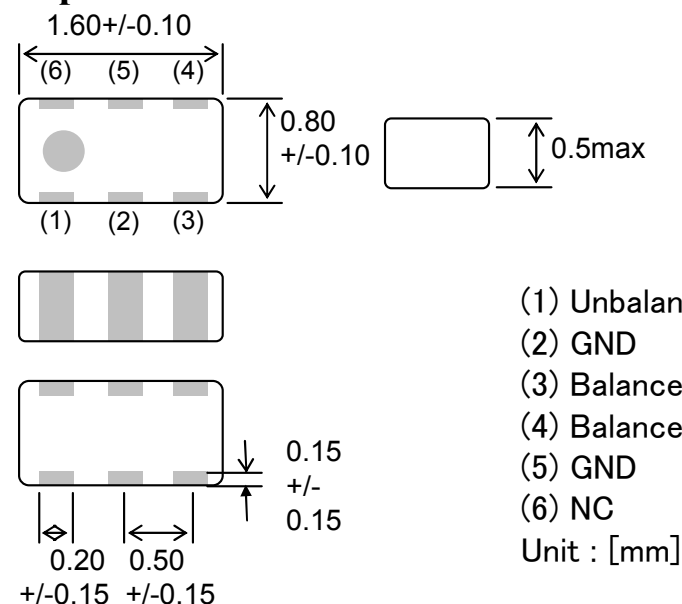 1.60+/-0.10
(6) (5) (4)
0.80
+/-0.10
0.5max
(1) (2) (3)
(1) Unbalan
(2) GND
(3) Balance
(4) Balance
(5) GND
(6) NC
Unit : [mm]
0.15
+/-
0.15
0.20 0.50
+/-0.15 +/-0.15